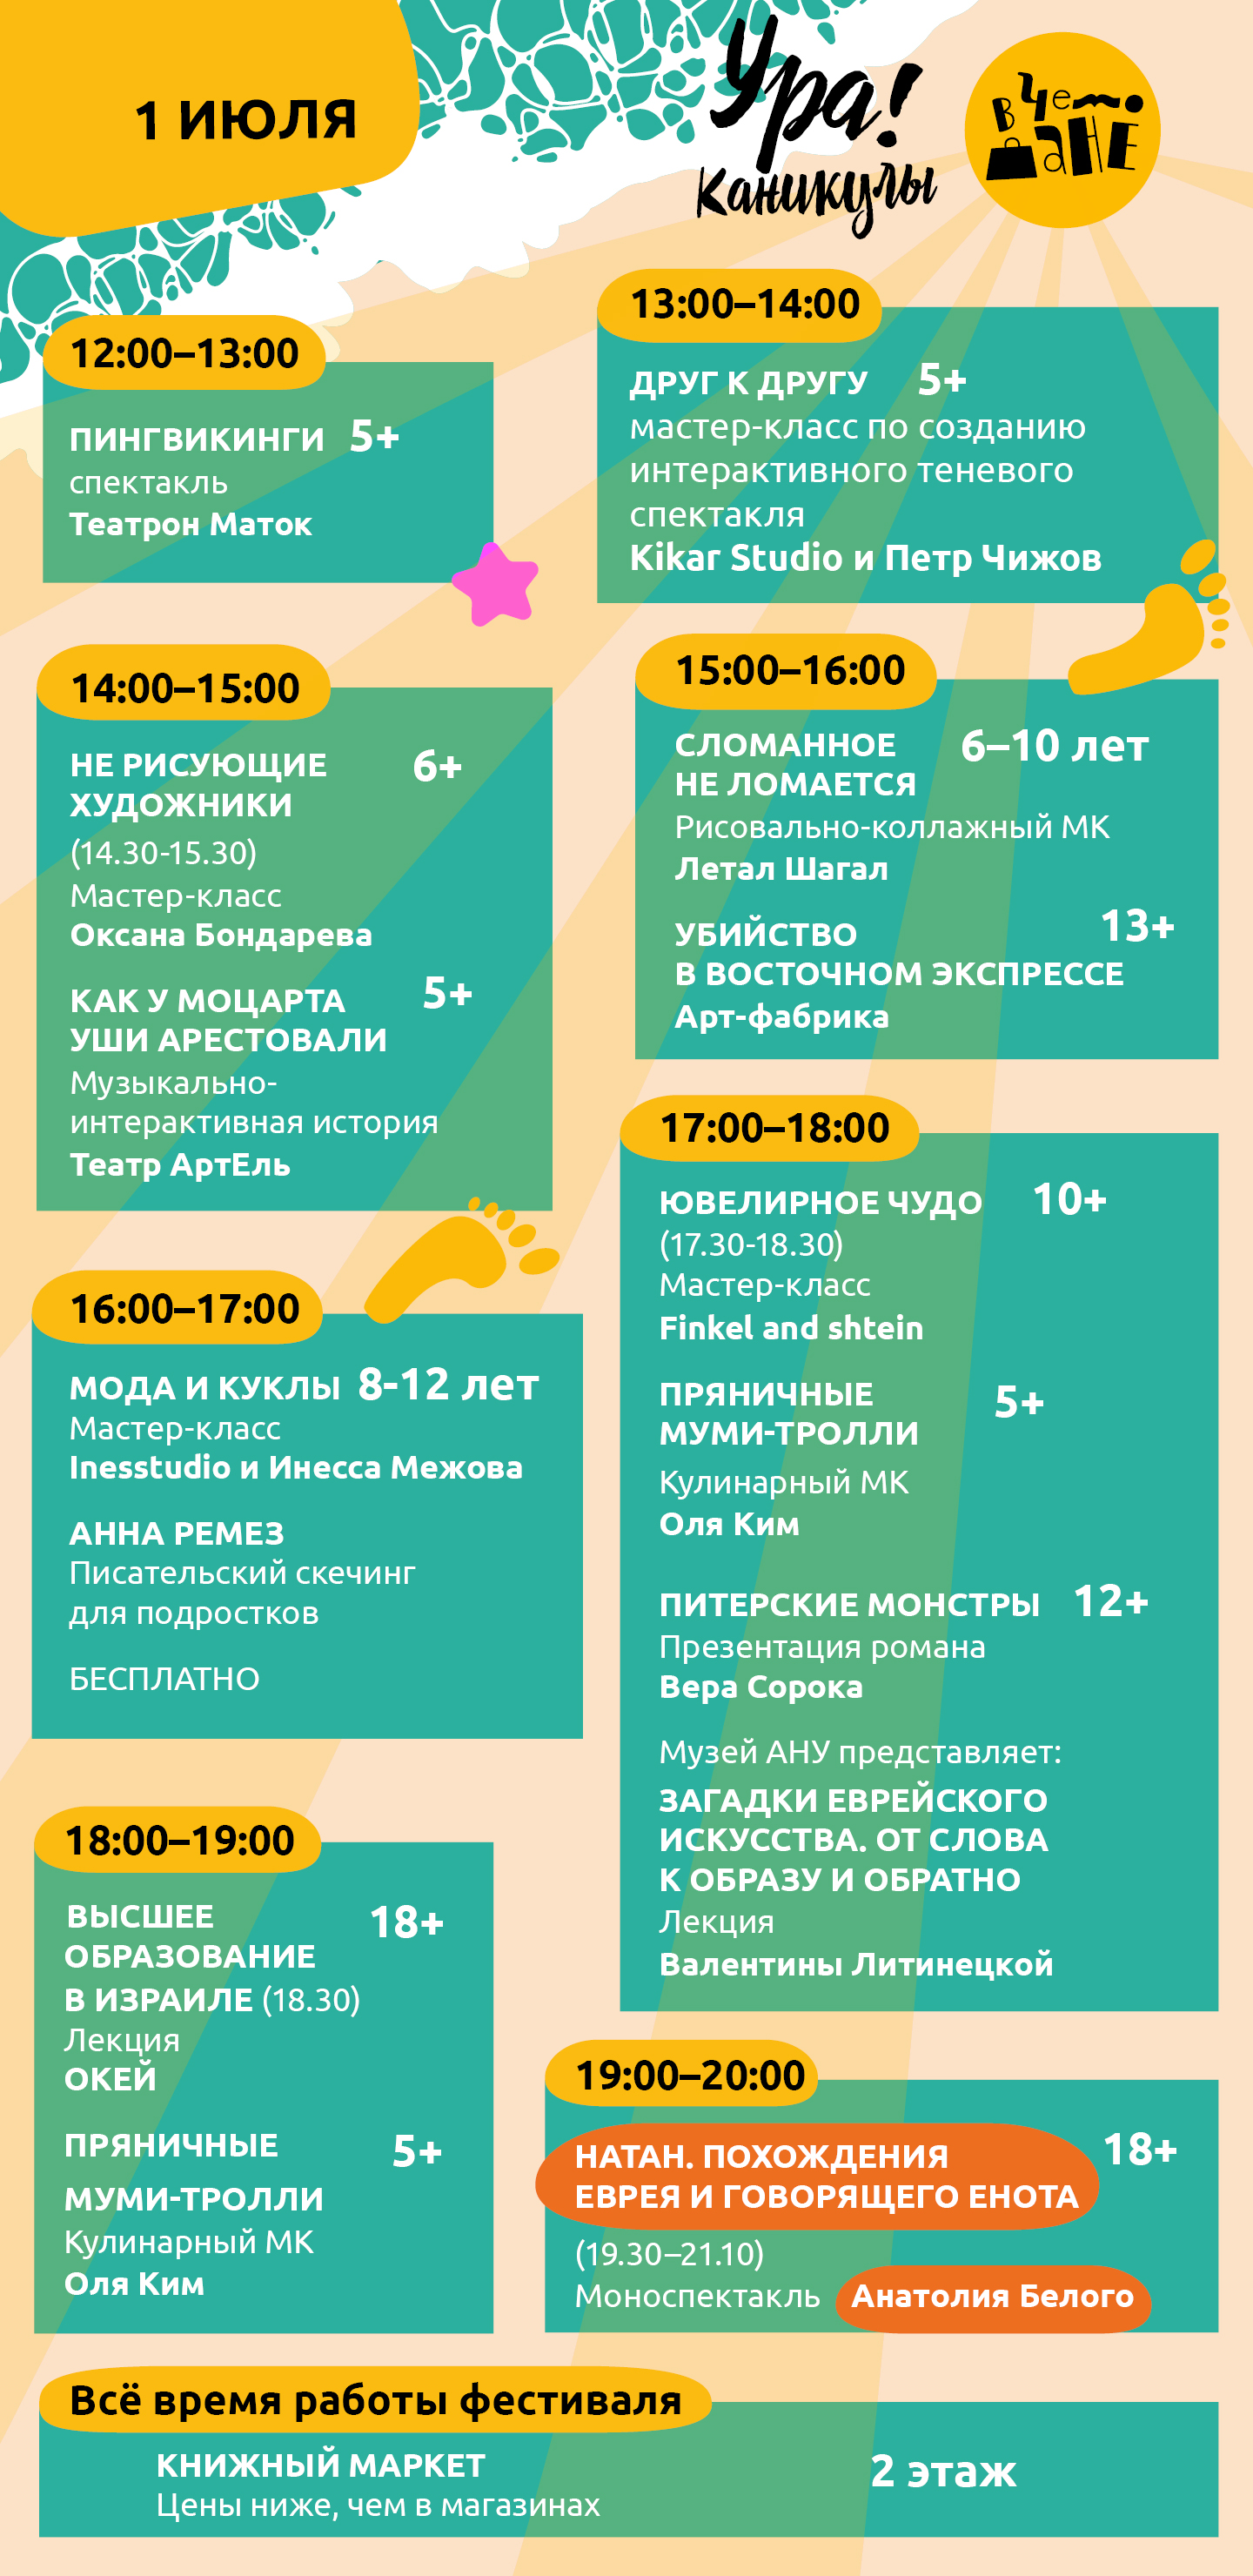 1 ИЮЛЯ
Ура!
Каникулы
в Чемодане
12:00–13:00
ПИНГВИКИНГИ 5+
спектакль
Театрон Маток
13:00–14:00
ДРУГ К ДРУГУ 5+
мастер-класс по созданию
интерактивного теневого
спектакля
Kikar Studio и Петр Чижов
14:00–15:00
НЕ РИСУЮЩИЕ 6+
ХУДОЖНИКИ
(14.30-15.30)
Мастер-класс
Оксана Бондарева
КАК У МОЦАРТА 5+
УШИ АРЕСТОВАЛИ
Музыкально-
интерактивная история
Театр АртЕль
15:00–16:00
СЛОМАННОЕ 6–10 лет
НЕ ЛОМАЕТСЯ
Рисовально-коллажный МК
Летал Шагал
УБИЙСТВО 13+
В ВОСТОЧНОМ ЭКСПРЕССЕ
Арт-фабрика
16:00–17:00
МОДА И КУКЛЫ 8-12 лет
Мастер-класс
Inesstudio и Инесса Межова
АННА РЕМЕЗ
Писательский скечинг
для подростков
БЕСПЛАТНО
17:00–18:00
ЮВЕЛИРНОЕ ЧУДО 10+
(17.30-18.30)
Мастер-класс
Finkel and shtein
ПРЯНИЧНЫЕ 5+
МУМИ-ТРОЛЛИ
Кулинарный МК
Оля Ким
ПИТЕРСКИЕ МОНСТРЫ 12+
Презентация романа
Вера Сорока
Музей АНУ представляет:
ЗАГАДКИ ЕВРЕЙСКОГО
ИСКУССТВА. ОТ СЛОВА
К ОБРАЗУ И ОБРАТНО
Лекция
Валентины Литинецкой
18:00–19:00
ВЫСШЕЕ 18+
ОБРАЗОВАНИЕ
В ИЗРАИЛЕ (18.30)
Лекция
ОКЕЙ
ПРЯНИЧНЫЕ 5+
МУМИ-ТРОЛЛИ
Кулинарный МК
Оля Ким
19:00–20:00
НАТАН. ПОХОЖДЕНИЯ 18+
ЕВРЕЯ И ГОВОРЯЩЕГО ЕНОТА
(19.30–21.10)
Моноспектакль Анатолия Белого
Всё время работы фестиваля
КНИЖНЫЙ МАРКЕТ 2 этаж
Цены ниже, чем в магазинах